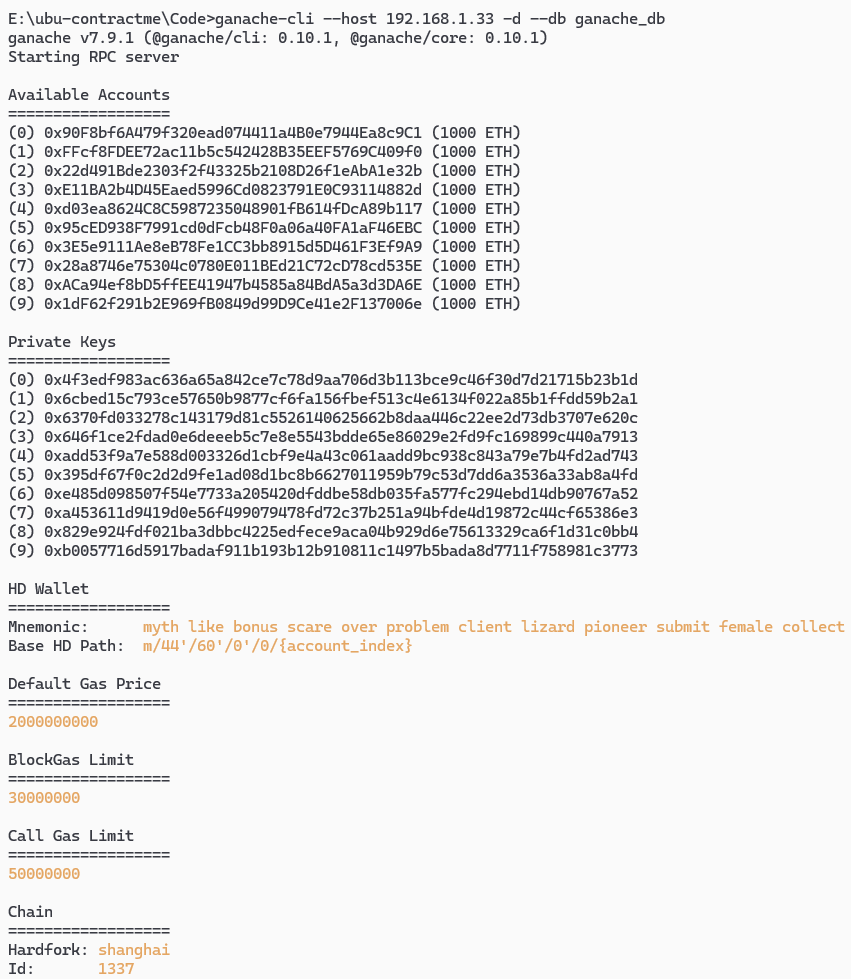 E:\ubu-contractme\Code>ganache-cli --host 192.168.1.33 -d --db ganache_db
ganache v7.9.1 (@ganache/cli: 0.10.1, @ganache/core: 0.10.1)
Starting RPC server
Available Accounts
==================
(0) 0x90F8bf6A479f320ead074411a4B0e7944Ea8c9C1 (1000 ETH)
(1) 0xFFcf8FDEE72ac11b5c542428B35EEF5769C409f0 (1000 ETH)
(2) 0x22d491Bde2303f2f43325b2108D26f1eAbA1e32b (1000 ETH)
(3) 0xE11BA2b4D45Eaed5996Cd0823791E0C93114882d (1000 ETH)
(4) 0xd03ea8624C8C5987235048901fB614fDcA89b117 (1000 ETH)
(5) 0x95cED938F7991cd0dFcb48F0a06a40FA1aF46EBC (1000 ETH)
(6) 0x3E5e9111Ae8eB78Fe1CC3bb8915d5D461F3Ef9A9 (1000 ETH)
(7) 0x28a8746e75304c0780E011BEd21C72cD78cd535E (1000 ETH)
(8) 0xACa94ef8bD5ffEE41947b4585a84BdA5a3d3DA6E (1000 ETH)
(9) 0x1dF62f291b2E969fB0849d99D9Ce41e2F137006e (1000 ETH)
Private Keys
==================
(0) 0x4f3edf983ac636a65a842ce7c78d9aa706d3b113bce9c46f30d7d21715b23b1d
(1) 0x6cbed15c793ce57650b9877cf6fa156fbef513c4e6134f022a85b1ffdd59b2a1
(2) 0x6370fd033278c143179d81c5526140625662b8daa446c22ee2d73db3707e620c
(3) 0x646f1ce2fdad0e6deeeb5c7e8e5543bdde65e86029e2fd9fc169899c440a7913
(4) 0xadd53f9a7e588d003326d1cbf9e4a43c061aadd9bc938c843a79e7b4fd2ad743
(5) 0x395df67f0c2d2d9fe1ad08d1bc8b6627011959b79c53d7dd6a3536a33ab8a4fd
(6) 0xe485d098507f54e7733a205420dfddbe58db035fa577fc294ebd14db90767a52
(7) 0xa453611d9419d0e56f499079478fd72c37b251a94bfde4d19872c44cf65386e3
(8) 0x829e924fdf021ba3dbbc4225edfece9aca04b929d6e75613329ca6f1d31c0bb4
(9) 0xb0057716d5917badaf911b193b12b910811c1497b5bada8d7711f758981c3773
HD Wallet
==================
Mnemonic:      myth like bonus scare over problem client lizard pioneer submit female collect
Base HD Path:  m/44'/60'/0'/0/{account_index}
Default Gas Price
==================
2000000000
BlockGas Limit
==================
30000000
Call Gas Limit
==================
50000000
Chain
==================
Hardfork: shanghai
Id:       1337